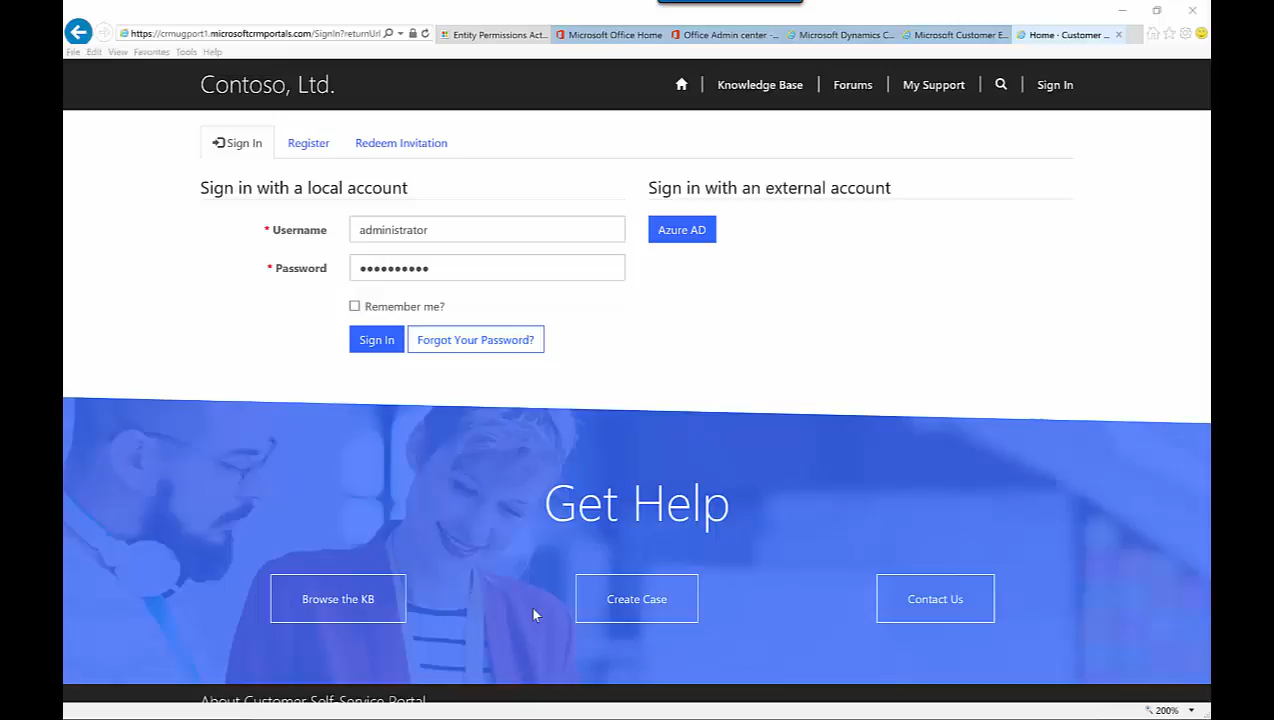 https://crmugport1.microsoftcrmportals.com/SignIn?returnUrl
Entity Permissions Act...
Microsoft Office Home
Office Admin center -...
Microsoft Dynamics C...
Microsoft Customer E...
Home · Customer ...
File Edit View Favorites Tools Help
Contoso, Ltd.
Knowledge Base
Forums
My Support
Sign In
Sign In
Register
Redeem Invitation
Sign in with a local account
Sign in with an external account
* Username
administrator
Azure AD
* Password
••••••••••
Remember me?
Sign In
Forgot Your Password?
Get Help
Browse the KB
Create Case
Contact Us
About Customer Self-Service Portal
200%